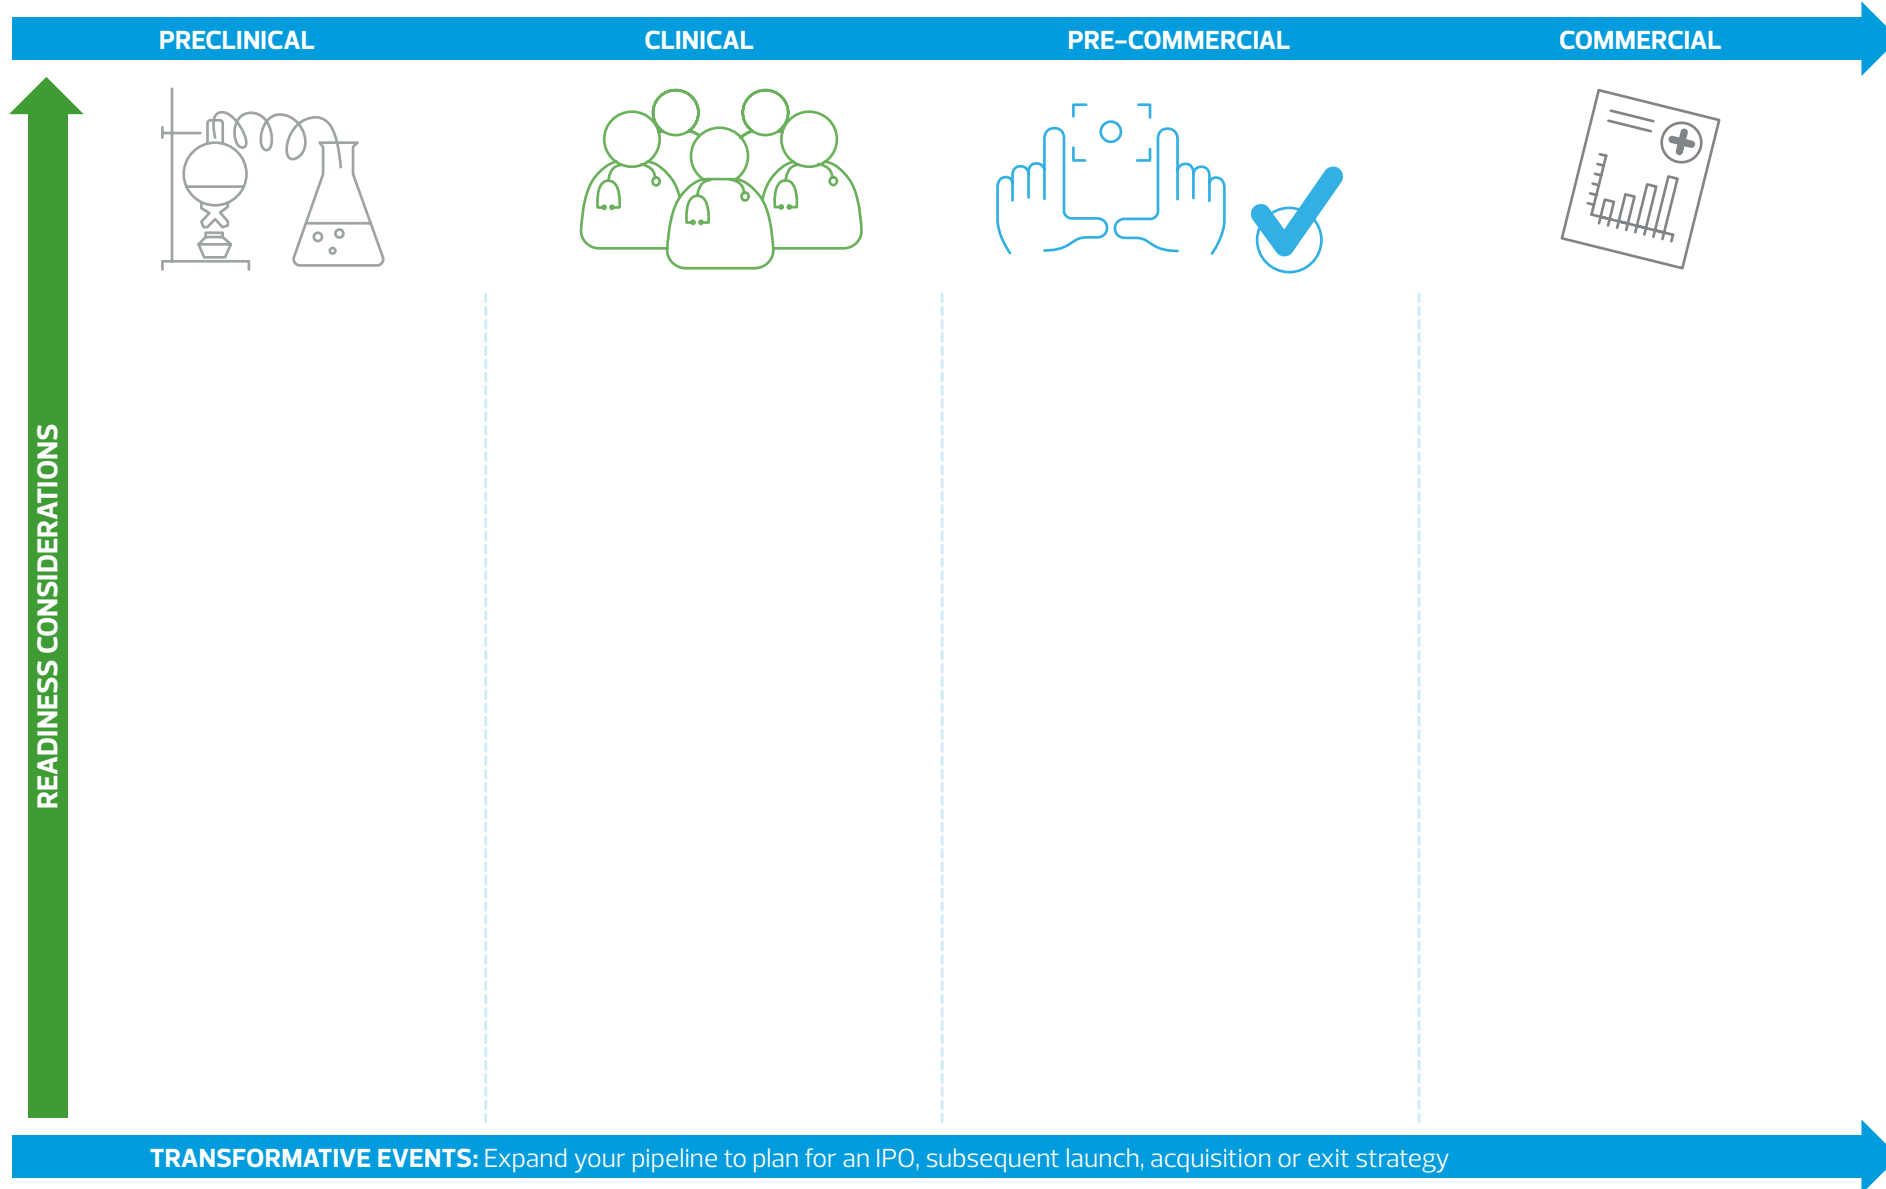 PRECLINICAL
CLINICAL
PRE–COMMERCIAL
COMMERCIAL
READINESS CONSIDERATIONS
TRANSFORMATIVE EVENTS: Expand your pipeline to plan for an IPO, subsequent launch, acquisition or exit strategy